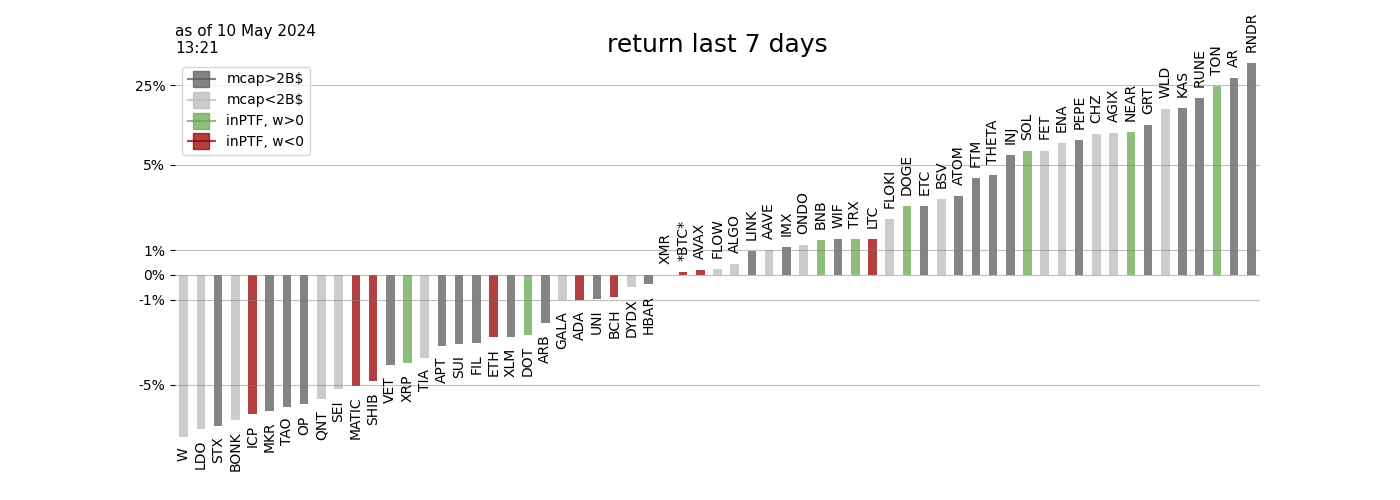 as of 10 May 2024
13:21
return last 7 days
mcap>2B$
mcap<2B$
inPTF, w>0
inPTF, w<0
25%
5%
1%
0%
-1%
-5%
W
LDO
STX
BONK
ICP
MKR
TAO
OP
QNT
SEI
MATIC
SHIB
VET
XRP
TIA
APT
SUI
FIL
ETH
XLM
DOT
ARB
GALA
ADA
UNI
BCH
DYDX
HBAR
XMR
*BTC*
AVAX
FLOW
ALGO
LINK
AAVE
IMX
ONDO
BNB
WIF
TRX
LTC
FLOKI
DOGE
ETC
BSV
ATOM
FTM
THETA
INJ
SOL
FET
ENA
PEPE
CHZ
AGIX
NEAR
GRT
WLD
KAS
RUNE
TON
AR
RNDR